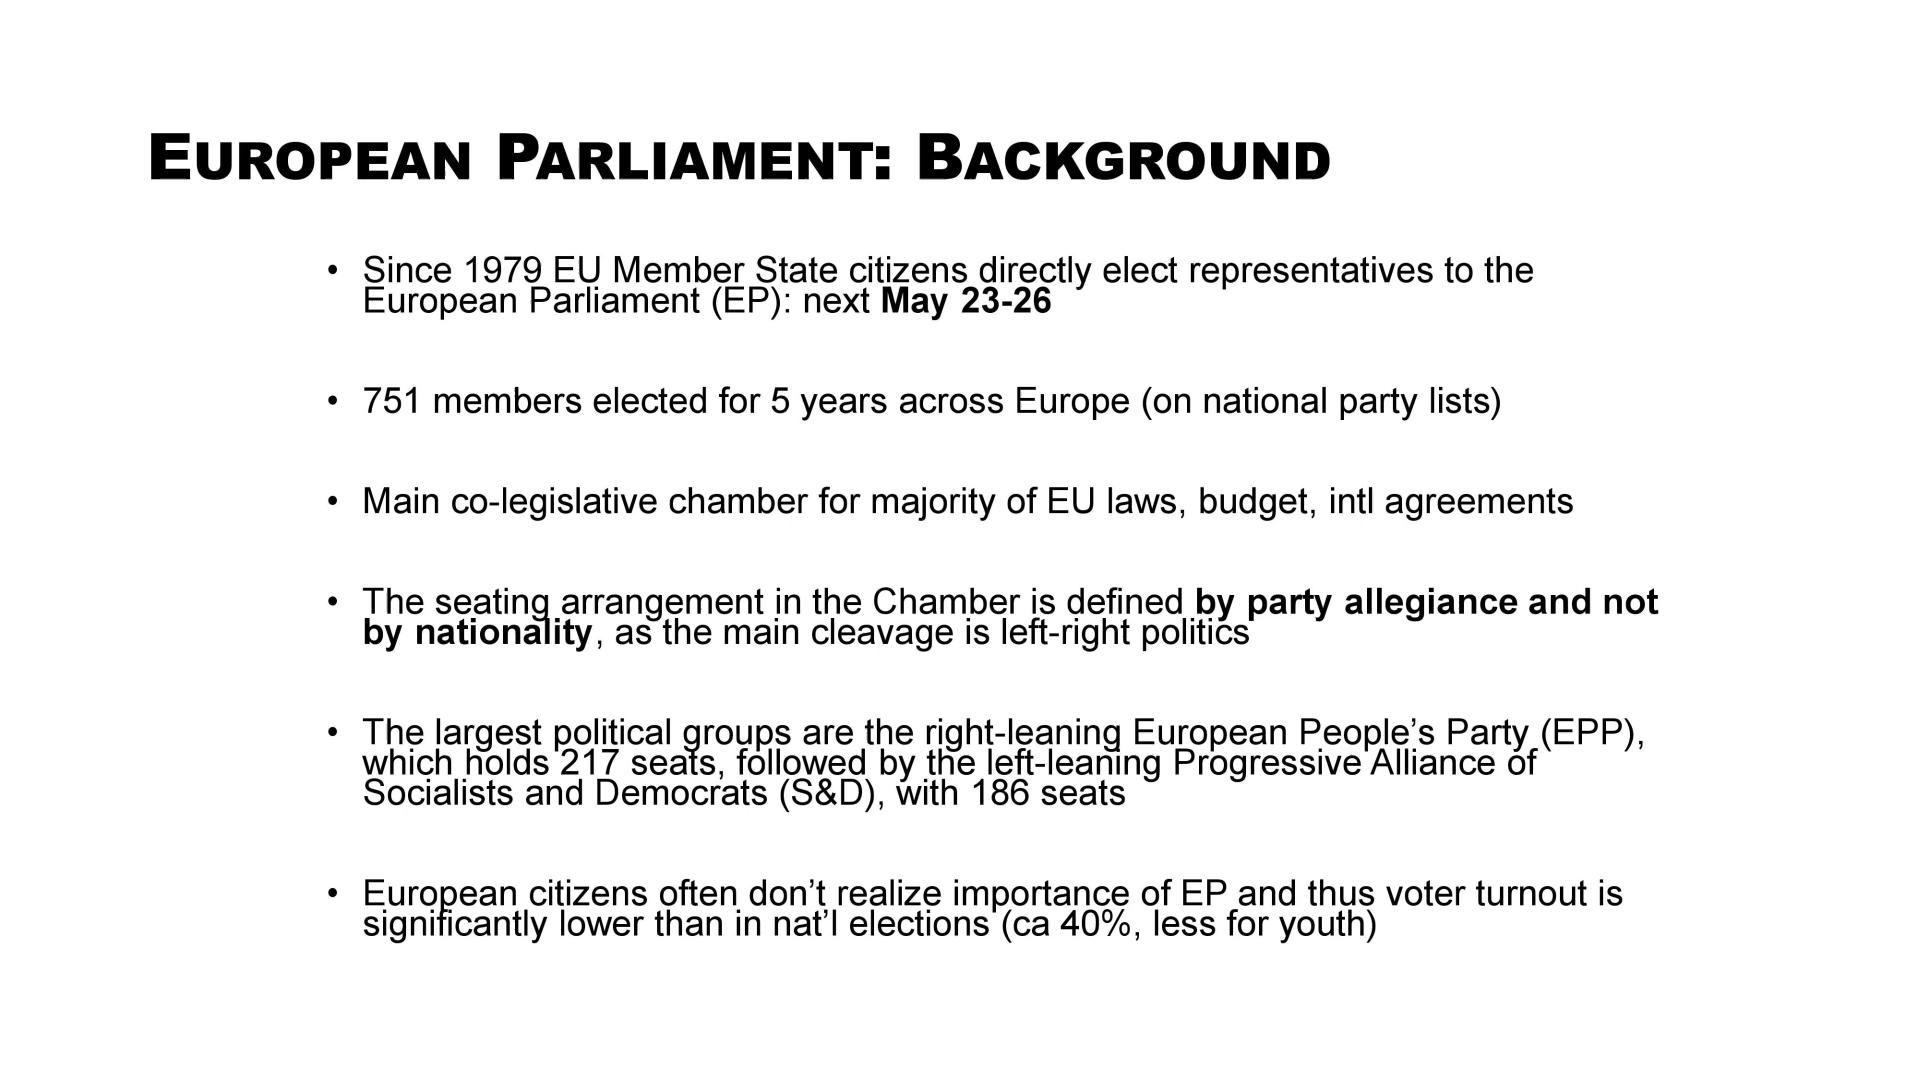 EUROPEAN PARLIAMENT: BACKGROUND
• Since 1979 EU Member State citizens directly elect representatives to the
European Parliament (EP): next May 23-26
• 751 members elected for 5 years across Europe (on national party lists)
• Main co-legislative chamber for majority of EU laws, budget, intl agreements
• The seating arrangement in the Chamber is defined by party allegiance and not
by nationality, as the main cleavage is left-right politics
• The largest political groups are the right-leaning European People’s Party (EPP),
which holds 217 seats, followed by the left-leaning Progressive Alliance of
Socialists and Democrats (S&D), with 186 seats
• European citizens often don’t realize importance of EP and thus voter turnout is
significantly lower than in nat’l elections (ca 40%, less for youth)